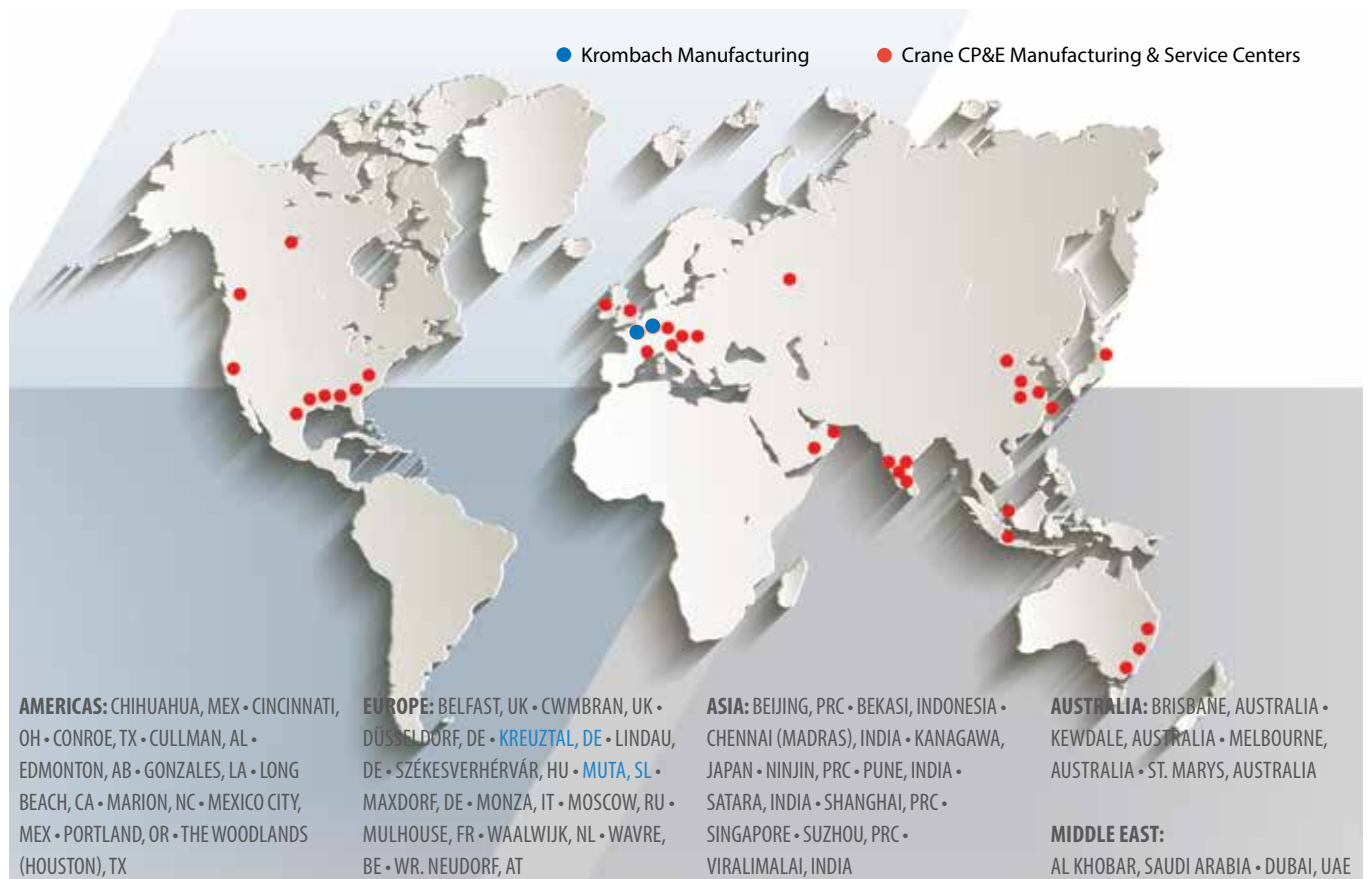 Krombach Manufacturing
Crane CP&E Manufacturing & Service Centers
AMERICAS: CHIHUAHUA, MEX • CINCINNATI,
OH • CONROE, TX • CULLMAN, AL •
EDMONTON, AB • GONZALES, LA • LONG
BEACH, CA • MARION, NC • MEXICO CITY,
MEX • PORTLAND, OR • THE WOODLANDS
(HOUSTON), TX
EUROPE: BELFAST, UK • CWMBRAN, UK •
DÜSSELDORF, DE • KREUZTAL, DE • LINDAU,
DE • SZÉKESVERHÉRVÁR, HU • MUTA, SL •
MAXDORF, DE • MONZA, IT • MOSCOW, RU •
MULHOUSE, FR • WAALWIJK, NL • WAVRE,
BE • WR. NEUDORF, AT
ASIA: BEIJING, PRC • BEKASI, INDONESIA •
CHENNAI (MADRAS), INDIA • KANAGAWA,
JAPAN • NINJIN, PRC • PUNE, INDIA •
SATARA, INDIA • SHANGHAI, PRC •
SINGAPORE • SUZHOU, PRC •
VIRALIMALAI, INDIA
AUSTRALIA: BRISBANE, AUSTRALIA •
KEWDALE, AUSTRALIA • MELBOURNE,
AUSTRALIA • ST. MARYS, AUSTRALIA
MIDDLE EAST:
AL KHOBAR, SAUDI ARABIA • DUBAI, UAE